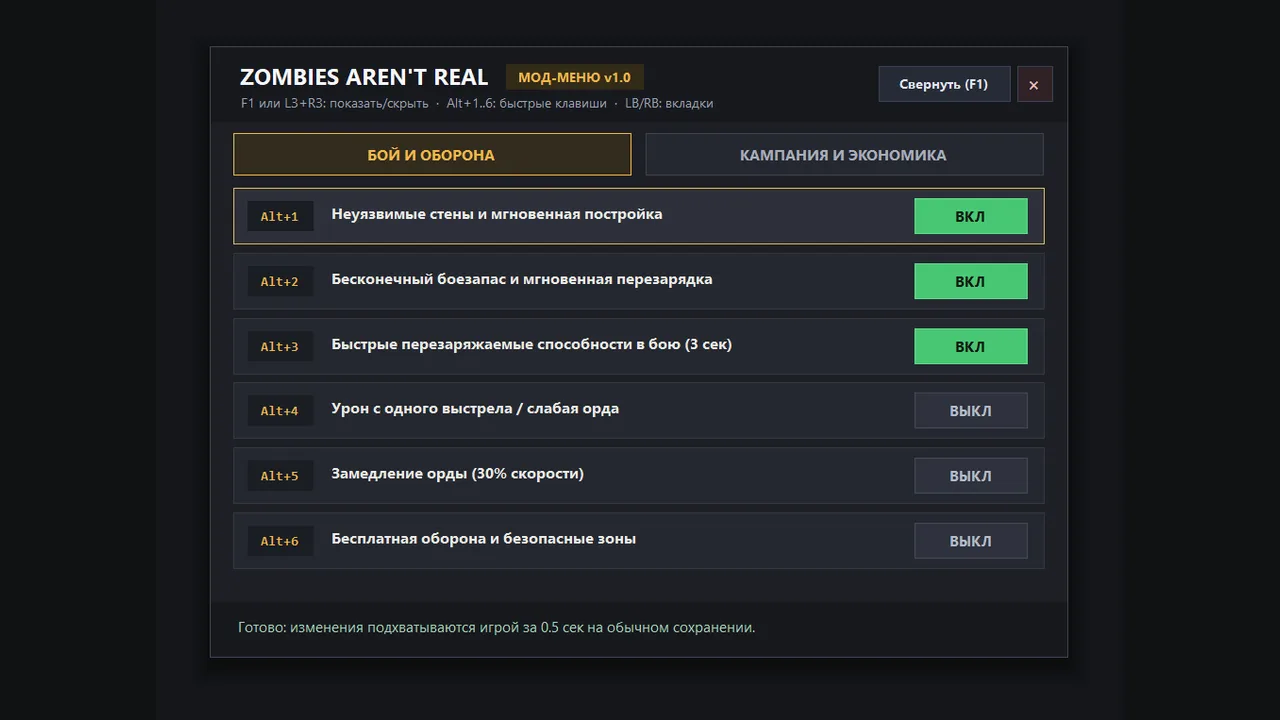 ZOMBIES AREN'T REAL МОД-МЕНЮ v1.0
Свернуть (F1) ×
F1 или L3+R3: показать/скрыть · Alt+1..6: быстрые клавиши · LB/RB: вкладки
БОЙ И ОБОРОНА КАМПАНИЯ И ЭКОНОМИКА
Alt+1 Неуязвимые стены и мгновенная постройка ВКЛ
Alt+2 Бесконечный боезапас и мгновенная перезарядка ВКЛ
Alt+3 Быстрые перезаряжаемые способности в бою (3 сек) ВКЛ
Alt+4 Урон с одного выстрела / слабая орда ВЫКЛ
Alt+5 Замедление орды (30% скорости) ВЫКЛ
Alt+6 Бесплатная оборона и безопасные зоны ВЫКЛ
Готово: изменения подхватываются игрой за 0.5 сек на обычном сохранении.